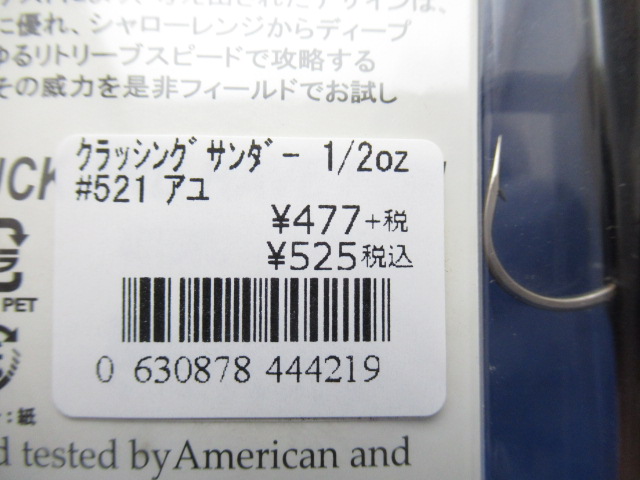 に優れ、シャローレンジからディープ
ゆるリトリーブスピードで攻略する
その威力を是非フィールドでお試し
クラッシングサンダー 1/2oz
#521 アユ
¥477+税
¥525税込
0 630878 444219
PET
:紙
tested by American and